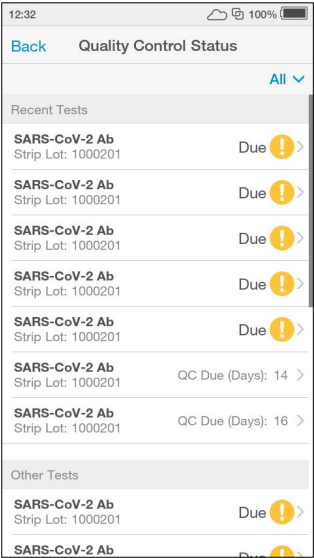 12:32 100%
Back Quality Control Status
All
Recent Tests
SARS-CoV-2 Ab
Strip Lot: 1000201
Due
SARS-CoV-2 Ab
Strip Lot: 1000201
Due
SARS-CoV-2 Ab
Strip Lot: 1000201
Due
SARS-CoV-2 Ab
Strip Lot: 1000201
Due
SARS-CoV-2 Ab
Strip Lot: 1000201
Due
SARS-CoV-2 Ab
Strip Lot: 1000201
QC Due (Days): 14
SARS-CoV-2 Ab
Strip Lot: 1000201
QC Due (Days): 16
Other Tests
SARS-CoV-2 Ab
Strip Lot: 1000201
Due
SARS-CoV-2 Ab
Due